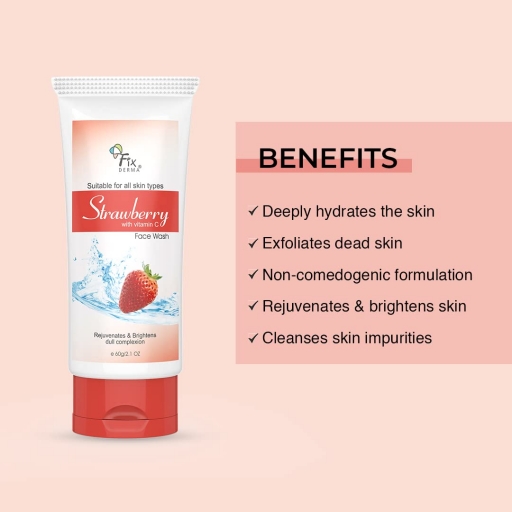 Fix
DERMA
®
Suitable for all skin types
Strawberry
with vitamin C
Face Wash
Rejuvenates & Brightens
dull complexion
e 60g/2.1 OZ
BENEFITS
✓ Deeply hydrates the skin
✓ Exfoliates dead skin
✓ Non-comedogenic formulation
✓ Rejuvenates & brightens skin
✓ Cleanses skin impurities